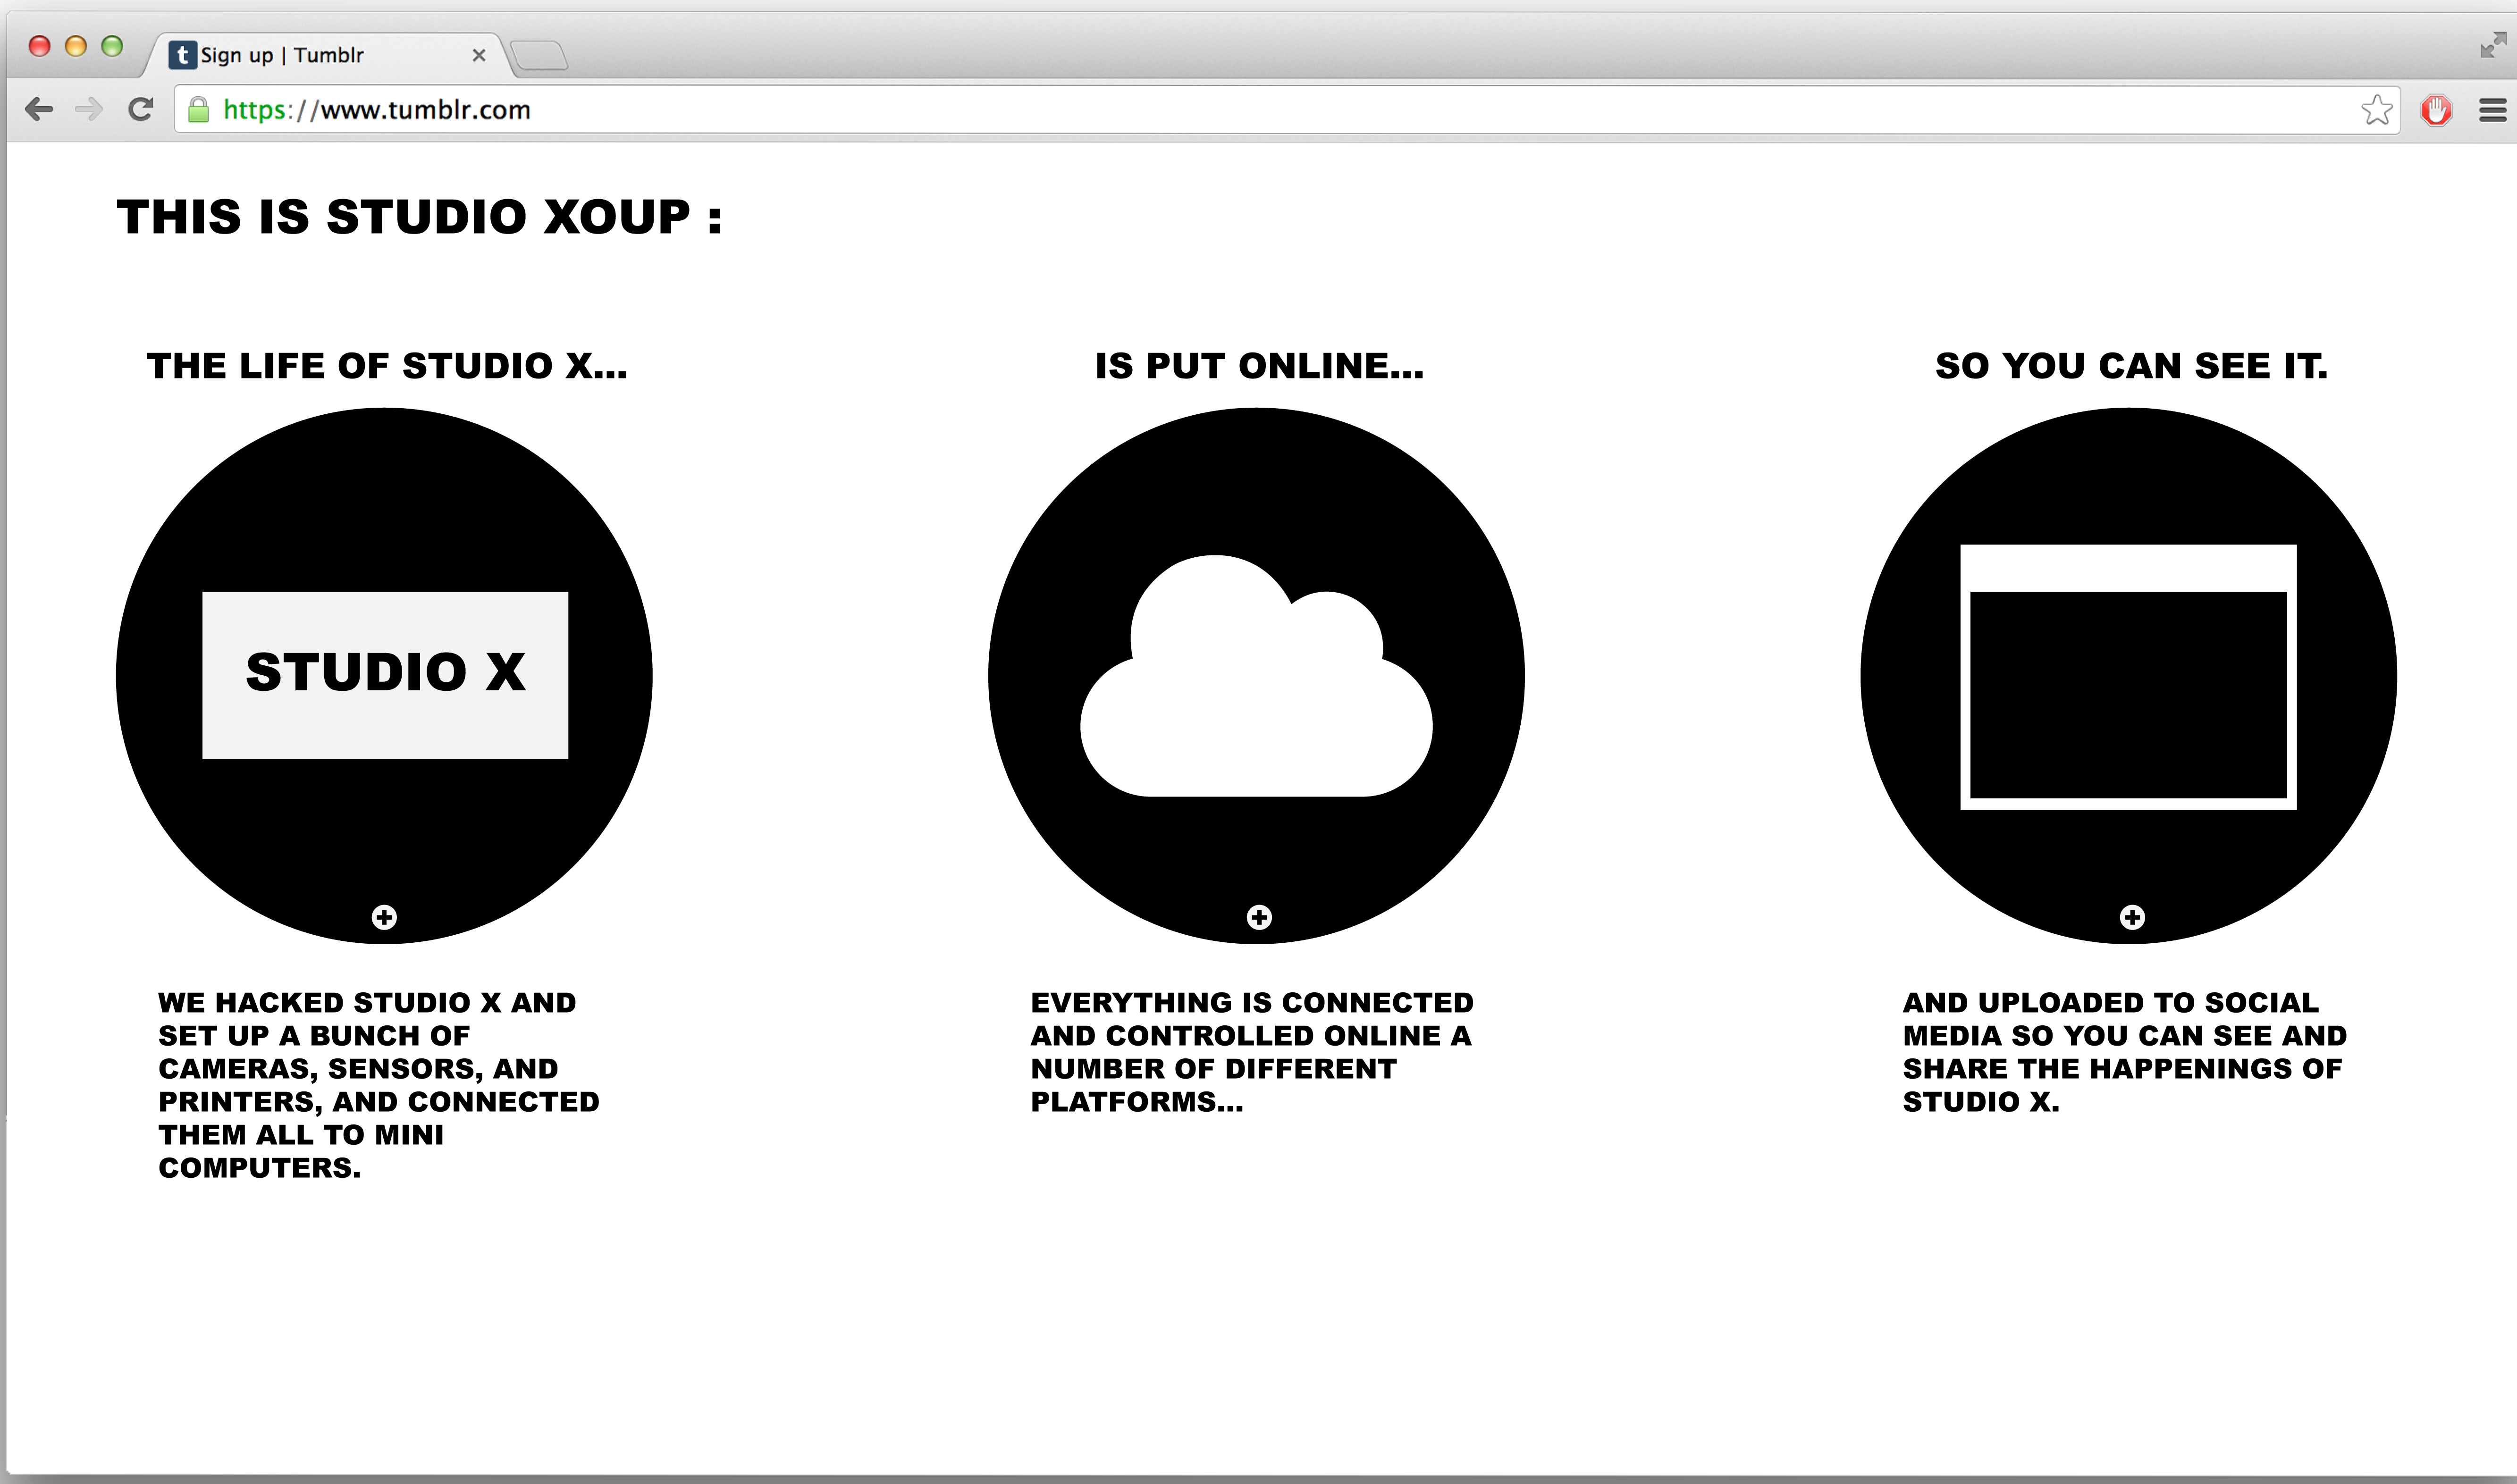 Sign up | Tumblr
https://www.tumblr.com
THIS IS STUDIO XOUP :
THE LIFE OF STUDIO X...
IS PUT ONLINE...
SO YOU CAN SEE IT.
STUDIO X
WE HACKED STUDIO X AND
SET UP A BUNCH OF
CAMERAS, SENSORS, AND
PRINTERS, AND CONNECTED
THEM ALL TO MINI
COMPUTERS.
EVERYTHING IS CONNECTED
AND CONTROLLED ONLINE A
NUMBER OF DIFFERENT
PLATFORMS...
AND UPLOADED TO SOCIAL
MEDIA SO YOU CAN SEE AND
SHARE THE HAPPENINGS OF
STUDIO X.